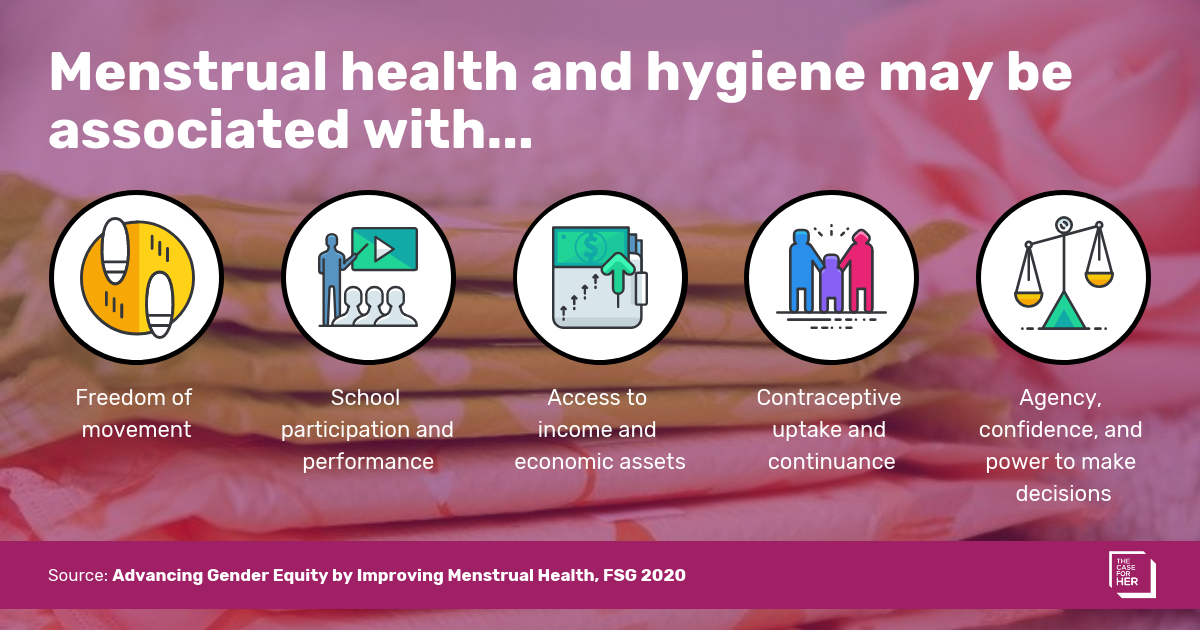 Menstrual health and hygiene may be
associated with...
Freedom of
movement
School
participation and
performance
Access to
income and
economic assets
Contraceptive
uptake and
continuance
Agency,
confidence, and
power to make
decisions
Source: Advancing Gender Equity by Improving Menstrual Health, FSG 2020
THE
CASE
FOR
HER